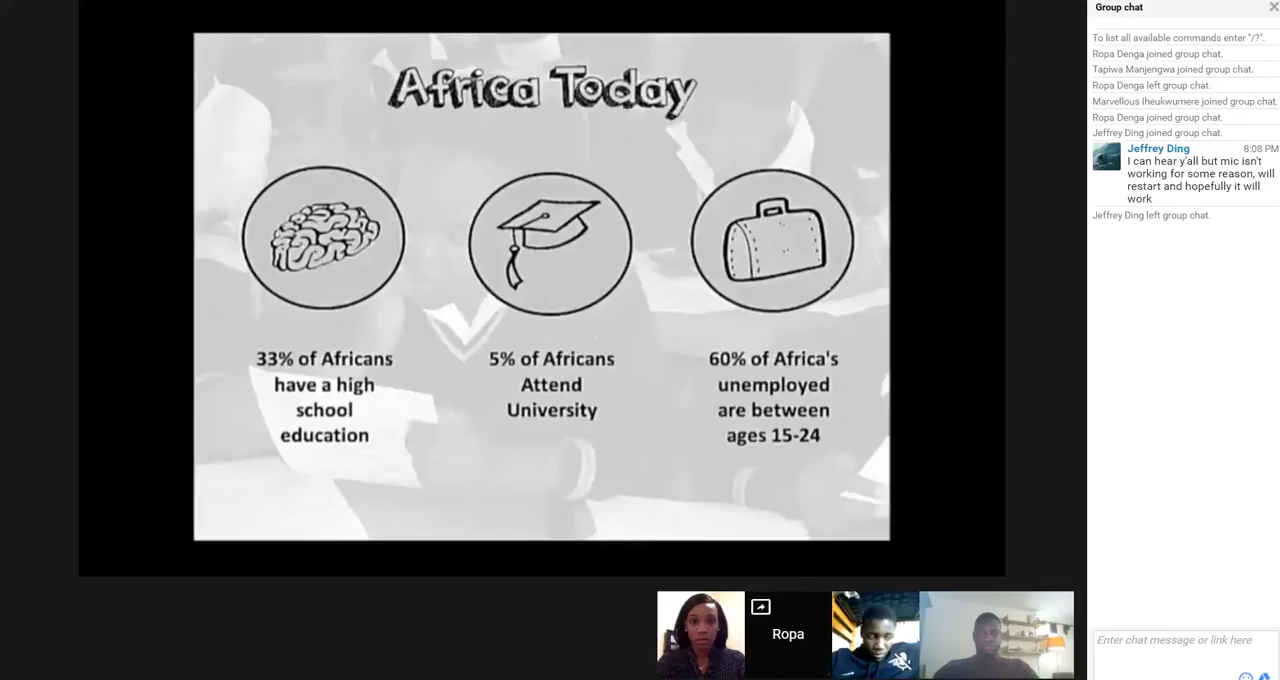 Africa Today
33% of Africans
have a high
school
education
5% of Africans
Attend
University
60% of Africa's
unemployed
are between
ages 15-24
Ropa
Group chat
To list all available commands enter "/?".
Ropa Denga joined group chat.
Tapiwa Manjengwa joined group chat.
Ropa Denga left group chat.
Marvellous Iheukwumere joined group chat.
Ropa Denga joined group chat.
Jeffrey Ding joined group chat.
Jeffrey Ding 8:08 PM
I can hear y'all but mic isn't
working for some reason, will
restart and hopefully it will
work
Jeffrey Ding left group chat.
Enter chat message or link here